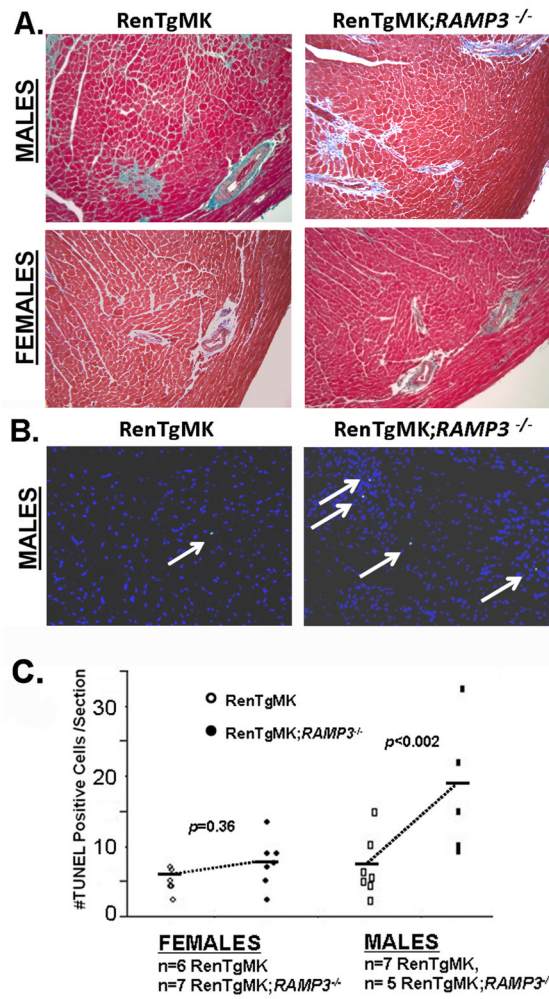 A.
RenTgMK
RenTgMK;RAMP3 -/-
MALES
FEMALES
B.
RenTgMK
RenTgMK;RAMP3 -/-
MALES
C.
#TUNEL Positive Cells /Section
30
20
10
0
RenTgMK
RenTgMK;RAMP3-/-
p=0.36
p<0.002
FEMALES
n=6 RenTgMK
n=7 RenTgMK;RAMP3-/-
MALES
n=7 RenTgMK,
n= 5 RenTgMK;RAMP3-/-